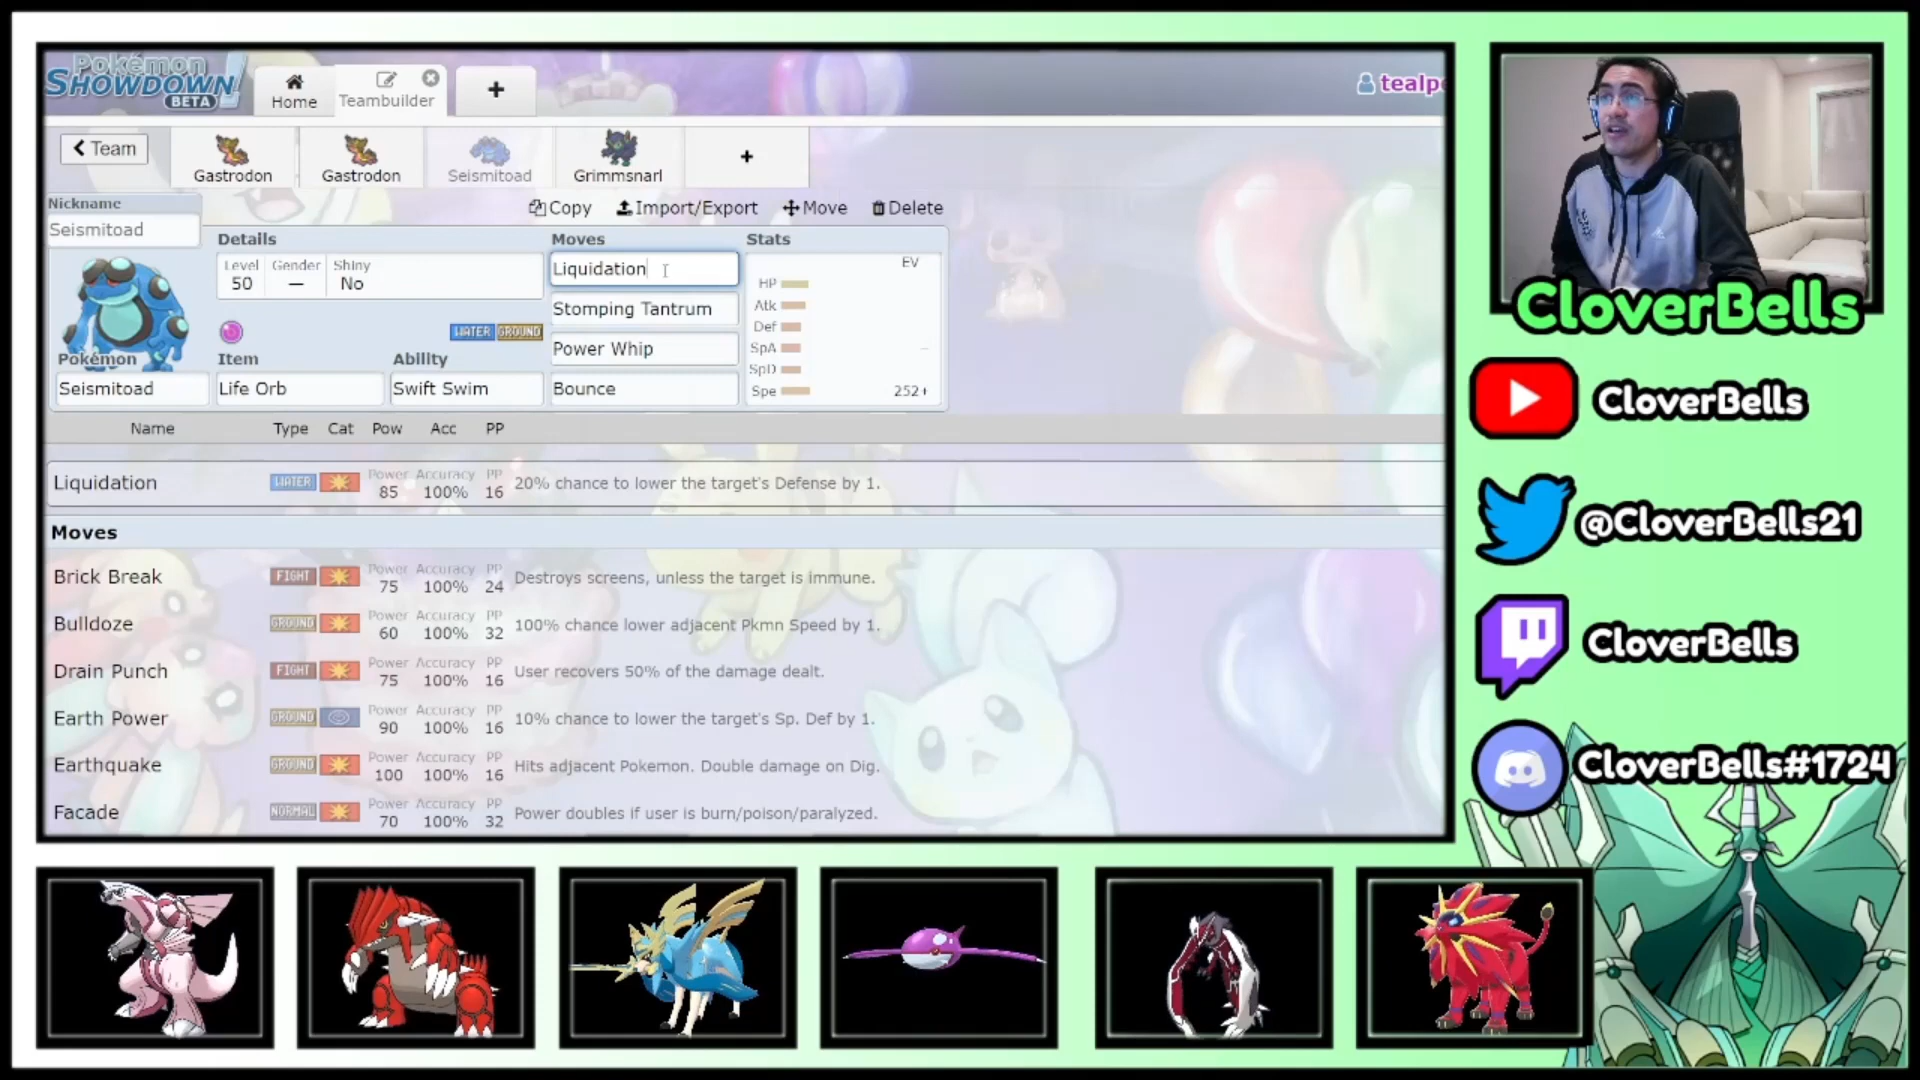 Pokémon
SHOWDOWN!
BETA
Home
Teambuilder
+
tealp
Team
Gastrodon
Gastrodon
Seismitoad
Grimmsnarl
+
Copy
Import/Export
Move
Delete
Nickname
Seismitoad
Details
Moves
Stats
Level
50
Gender
—
Shiny
No
Liquidation
Stomping Tantrum
Power Whip
Bounce
EV
HP
Atk
Def
SpA
SpD
Spe 252+
WATER GROUND
Pokémon
Seismitoad
Item
Life Orb
Ability
Swift Swim
Name Type Cat Pow Acc PP
Liquidation WATER Power 85 Accuracy 100% PP 16 20% chance to lower the target's Defense by 1.
Moves
Brick Break FIGHT Power 75 Accuracy 100% PP 24 Destroys screens, unless the target is immune.
Bulldoze GROUND Power 60 Accuracy 100% PP 32 100% chance lower adjacent Pkmn Speed by 1.
Drain Punch FIGHT Power 75 Accuracy 100% PP 16 User recovers 50% of the damage dealt.
Earth Power GROUND Power 90 Accuracy 100% PP 16 10% chance to lower the target's Sp. Def by 1.
Earthquake GROUND Power 100 Accuracy 100% PP 16 Hits adjacent Pokemon. Double damage on Dig.
Facade NORMAL Power 70 Accuracy 100% PP 32 Power doubles if user is burn/poison/paralyzed.
CloverBells
CloverBells
@CloverBells21
CloverBells
CloverBells#1724